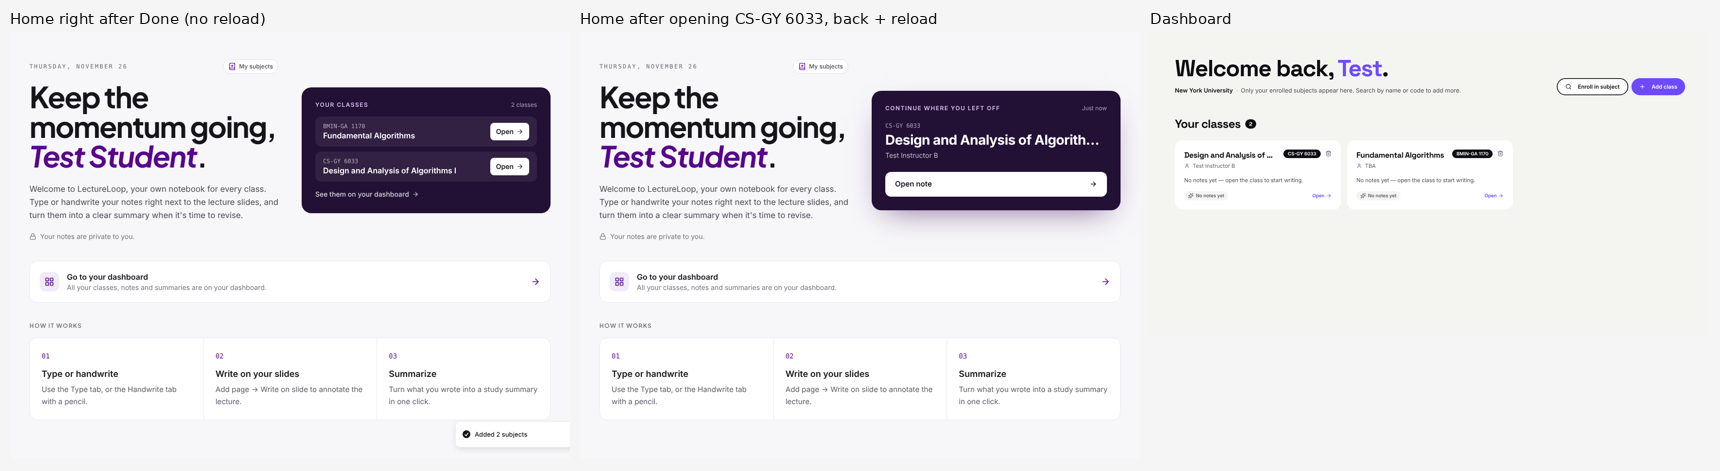 Home right after Done (no reload)
THURSDAY, NOVEMBER 26
My subjects
Keep the
momentum going,
Test Student.
Welcome to LectureLoop, your own notebook for every class.
Type or handwrite your notes right next to the lecture slides, and
turn them into a clear summary when it's time to revise.
Your notes are private to you.
YOUR CLASSES
2 classes
BMIN-GA 1170
Fundamental Algorithms
Open →
CS-GY 6033
Design and Analysis of Algorithms I
Open →
See them on your dashboard →
Go to your dashboard
All your classes, notes and summaries are on your dashboard.
HOW IT WORKS
01
Type or handwrite
Use the Type tab, or the Handwrite tab
with a pencil.
02
Write on your slides
Add page → Write on slide to annotate the
lecture.
03
Summarize
Turn what you wrote into a study summary
in one click.
Added 2 subjects
Home after opening CS-GY 6033, back + reload
THURSDAY, NOVEMBER 26
My subjects
Keep the
momentum going,
Test Student.
Welcome to LectureLoop, your own notebook for every class.
Type or handwrite your notes right next to the lecture slides, and
turn them into a clear summary when it's time to revise.
Your notes are private to you.
CONTINUE WHERE YOU LEFT OFF
Just now
CS-GY 6033
Design and Analysis of Algorith...
Test Instructor B
Open note →
Go to your dashboard
All your classes, notes and summaries are on your dashboard.
HOW IT WORKS
01
Type or handwrite
Use the Type tab, or the Handwrite tab
with a pencil.
02
Write on your slides
Add page → Write on slide to annotate the
lecture.
03
Summarize
Turn what you wrote into a study summary
in one click.
Dashboard
Welcome back, Test.
New York University · Only your enrolled subjects appear here. Search by name or code to add more.
Enroll in subject
+ Add class
Your classes 2
Design and Analysis of ...
CS-GY 6033
Test Instructor B
No notes yet — open the class to start writing.
No notes yet
Open →
Fundamental Algorithms
BMIN-GA 1170
TBA
No notes yet — open the class to start writing.
No notes yet
Open →